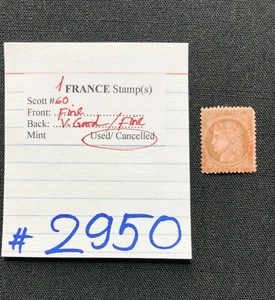 1 FRANCE Stamp(s)
Scott #60
Front: ..Fine..................
Back: ..V. Good../Fine
Mint Used/Cancelled
# 2950